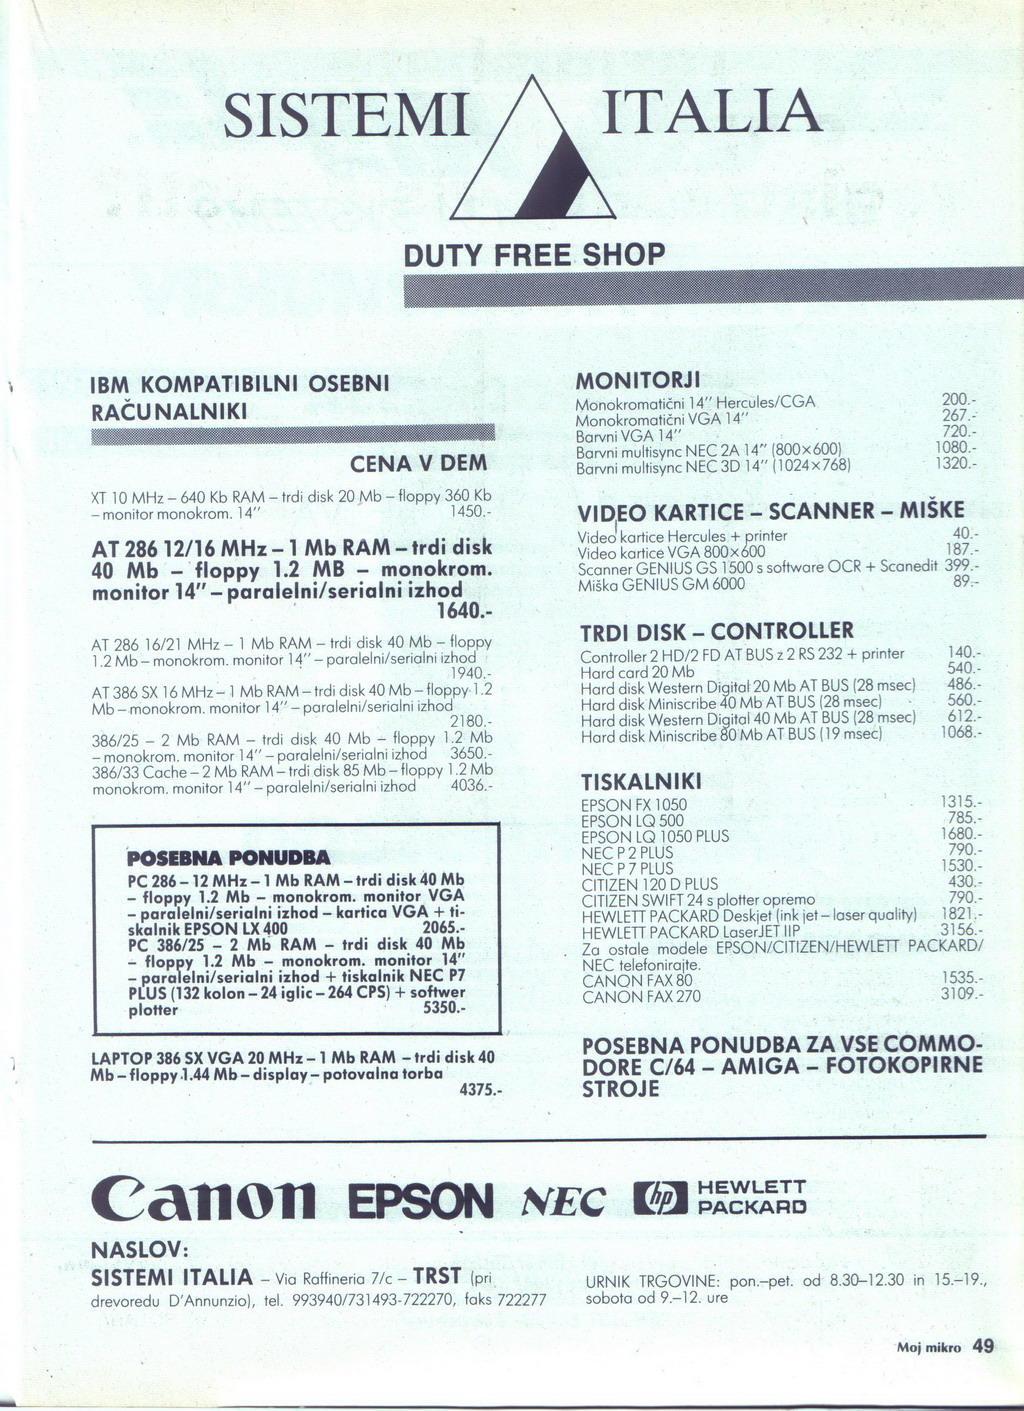 SISTEMI ITALIA
DUTY FREE SHOP
IBM KOMPATIBILNI OSEBNI
RAČUNALNIKI
CENA V DEM
XT 10 MHz – 640 Kb RAM – trdi disk 20 Mb – floppy 360 Kb
– monitor monokrom. 14" 1450.-
AT 286 12/16 MHz – 1 Mb RAM – trdi disk
40 Mb – floppy 1.2 MB – monokrom.
monitor 14" – paralelni/serialni izhod
1640.-
AT 286 16/21 MHz – 1 Mb RAM – trdi disk 40 Mb – floppy
1.2 Mb – monokrom. monitor 14" – paralelni/serialni izhod
1940.-
AT 386 SX 16 MHz – 1 Mb RAM – trdi disk 40 Mb – floppy 1.2
Mb – monokrom. monitor 14" – paralelni/serialni izhod
2180.-
386/25 – 2 Mb RAM – trdi disk 40 Mb – floppy 1.2 Mb
– monokrom. monitor 14" – paralelni/serialni izhod 3650.-
386/33 Cache – 2 Mb RAM – trdi disk 85 Mb – floppy 1.2 Mb
monokrom. monitor 14" – paralelni/serialni izhod 4036.-
POSEBNA PONUDBA
PC 286 – 12 MHz – 1 Mb RAM – trdi disk 40 Mb
– floppy 1.2 Mb – monokrom. monitor VGA
– paralelni/serialni izhod – kartica VGA + ti-
skalnik EPSON LX 400 2065.-
PC 386/25 – 2 Mb RAM – trdi disk 40 Mb
– floppy 1.2 Mb – monokrom. monitor 14"
– paralelni/serialni izhod + tiskalnik NEC P7
PLUS (132 kolon – 24 iglic – 264 CPS) + softwer
plotter 5350.-
LAPTOP 386 SX VGA 20 MHz – 1 Mb RAM – trdi disk 40
Mb – floppy 1.44 Mb – display – potovalna torba
4375.-
MONITORJI
Monokromatični 14" Hercules/CGA 200.-
Monokromatični VGA 14" 267.-
Barvni VGA 14" 720.-
Barvni multisync NEC 2A 14" (800×600) 1080.-
Barvni multisync NEC 3D 14" (1024×768) 1320.-
VIDEO KARTICE – SCANNER – MIŠKE
Video kartice Hercules + printer 40.-
Video kartice VGA 800×600 187.-
Scanner GENIUS GS 1500 s software OCR + Scanedit 399.-
Miška GENIUS GM 6000 89.-
TRDI DISK – CONTROLLER
Controller 2 HD/2 FD AT BUS z 2 RS 232 + printer 140.-
Hard card 20 Mb 540.-
Hard disk Western Digital 20 Mb AT BUS (28 msec) 486.-
Hard disk Miniscribe 40 Mb AT BUS (28 msec) 560.-
Hard disk Western Digital 40 Mb AT BUS (28 msec) 612.-
Hard disk Miniscribe 80 Mb AT BUS (19 msec) 1068.-
TISKALNIKI
EPSON FX 1050 1315.-
EPSON LQ 500 785.-
EPSON LQ 1050 PLUS 1680.-
NEC P 2 PLUS 790.-
NEC P 7 PLUS 1530.-
CITIZEN 120 D PLUS 430.-
CITIZEN SWIFT 24 s plotter opremo 790.-
HEWLETT PACKARD Deskjet (ink jet – laser quality) 1821.-
HEWLETT PACKARD LaserJET IIP 3156.-
Za ostale modele EPSON/CITIZEN/HEWLETT PACKARD/
NEC telefonirajte.
CANON FAX 80 1535.-
CANON FAX 270 3109.-
POSEBNA PONUDBA ZA VSE COMMO-
DORE C/64 – AMIGA – FOTOKOPIRNE
STROJE
Canon EPSON NEC hp HEWLETT
PACKARD
NASLOV:
SISTEMI ITALIA – Via Raffineria 7/c – TRST (pri
drevoredu D'Annunzio), tel. 993940/731493-722270, faks 722277
URNIK TRGOVINE: pon.–pet. od 8.30–12.30 in 15.–19.,
sobota od 9.–12. ure
Moj mikro 49